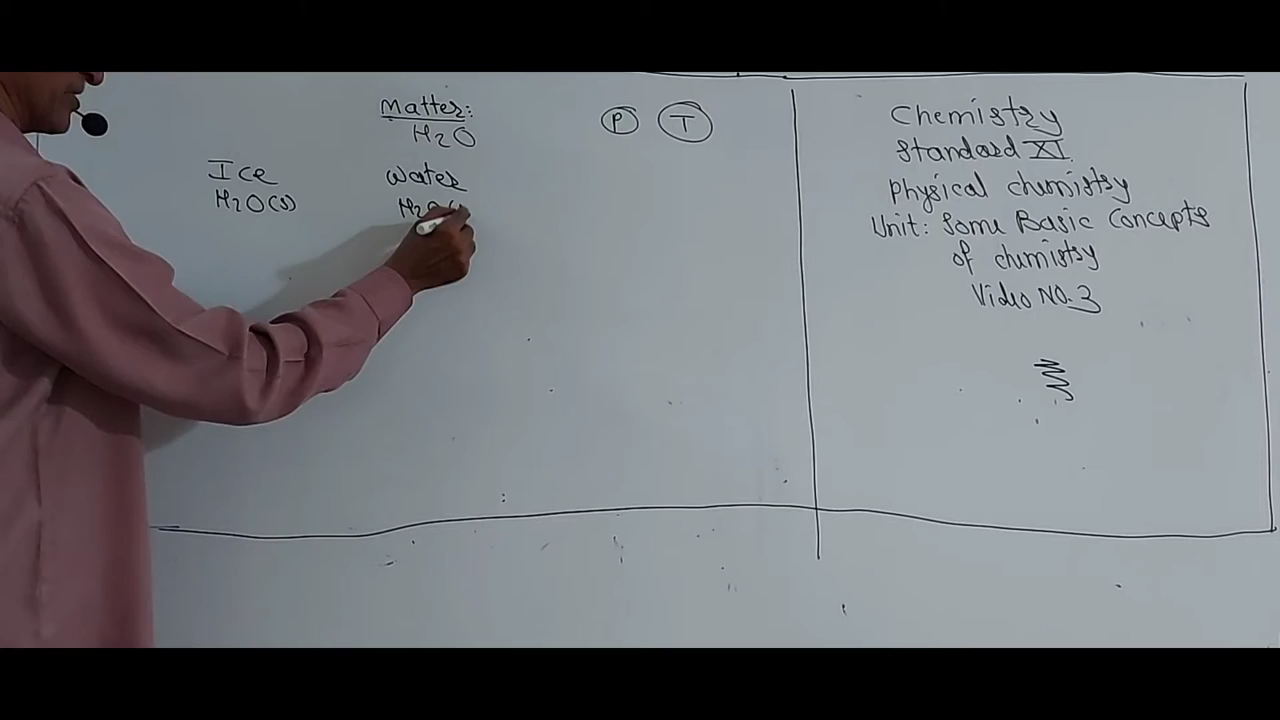 Matter:
H2O
P T
Ice
H2O(s)
Water
H2O(
Chemistry
Standard XI.
Physical chemistry
Unit: Some Basic Concepts
of chemistry
Video NO. 3